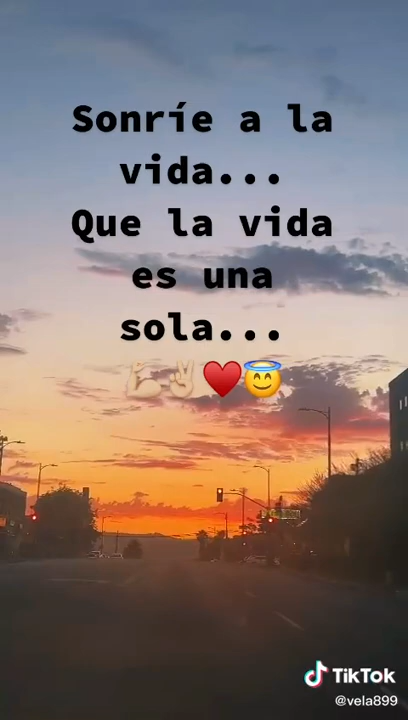 Sonríe a la
vida...
Que la vida
es una
sola...
💪🏼✌🏼♥️😇
TikTok
@vela899